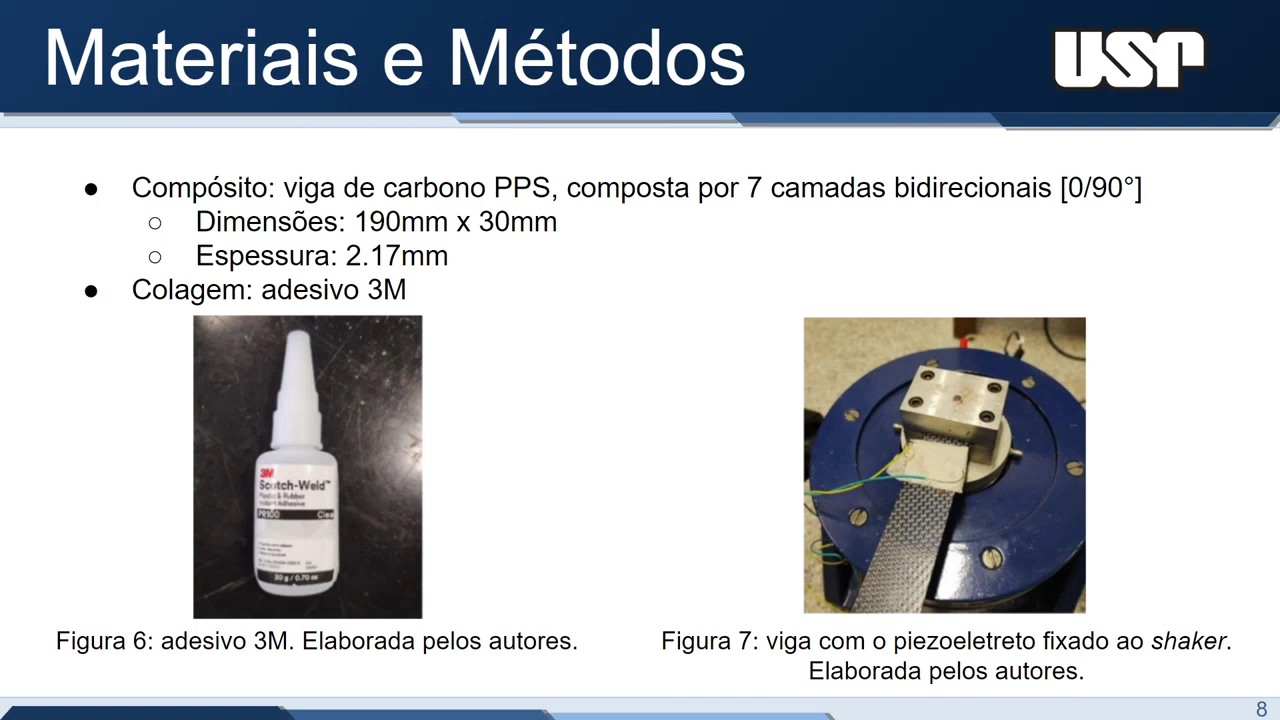 Materiais e Métodos
USP
● Compósito: viga de carbono PPS, composta por 7 camadas bidirecionais [0/90°]
○ Dimensões: 190mm x 30mm
○ Espessura: 2.17mm
● Colagem: adesivo 3M
3M
Scotch-Weld™
Plastic & Rubber
Instant Adhesive
PR100 Clear
20 g / 0.70 oz
Figura 6: adesivo 3M. Elaborada pelos autores.
Figura 7: viga com o piezoeletreto fixado ao shaker.
Elaborada pelos autores.
8